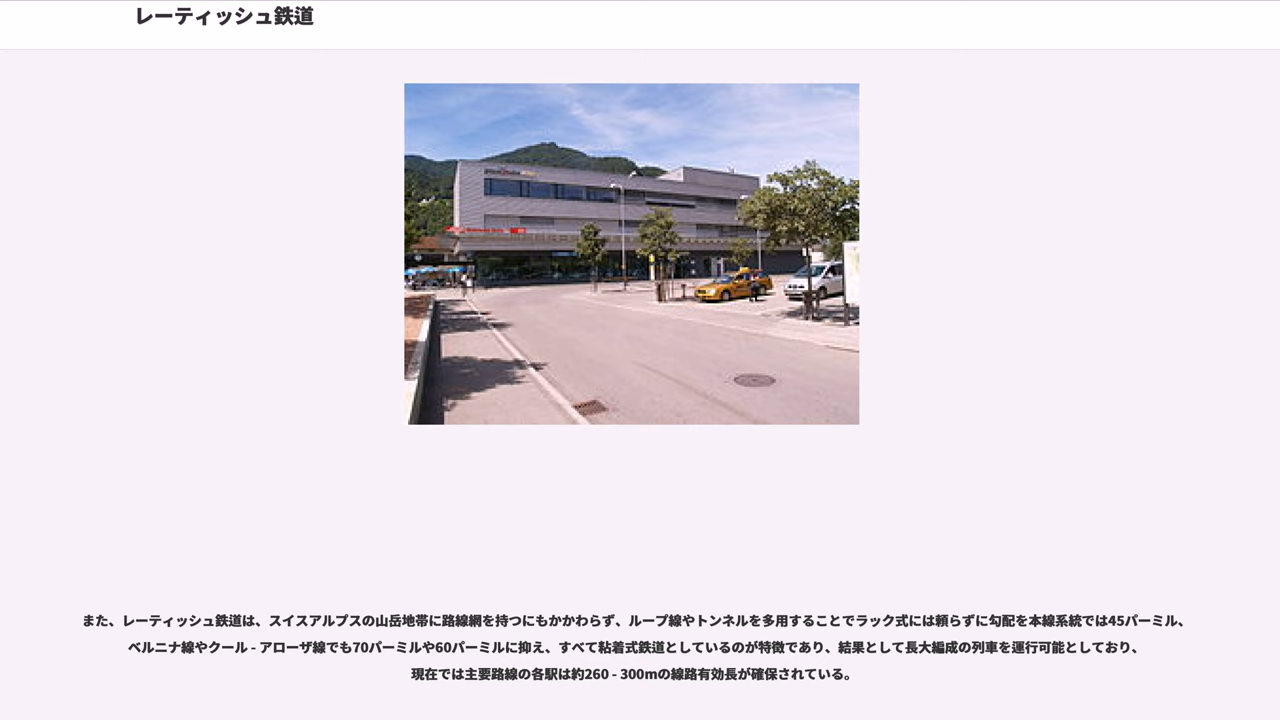 レーティッシュ鉄道
また、レーティッシュ鉄道は、スイスアルプスの山岳地帯に路線網を持つにもかかわらず、ループ線やトンネルを多用することでラック式には頼らずに勾配を本線系統では45パーミル、
ベルニナ線やクール - アローザ線でも70パーミルや60パーミルに抑え、すべて粘着式鉄道としているのが特徴であり、結果として長大編成の列車を運行可能としており、
現在では主要路線の各駅は約260 - 300mの線路有効長が確保されている。